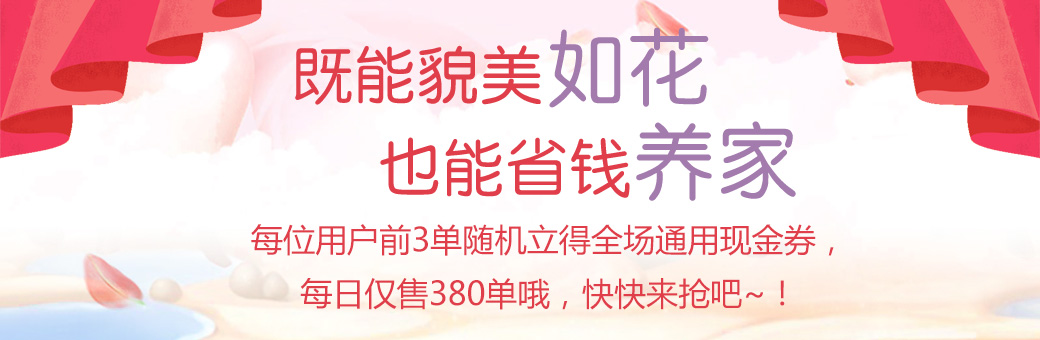 既能貌美如花
也能省钱养家
每位用户前3单随机立得全场通用现金券，
每日仅售380单哦，快快来抢吧~！